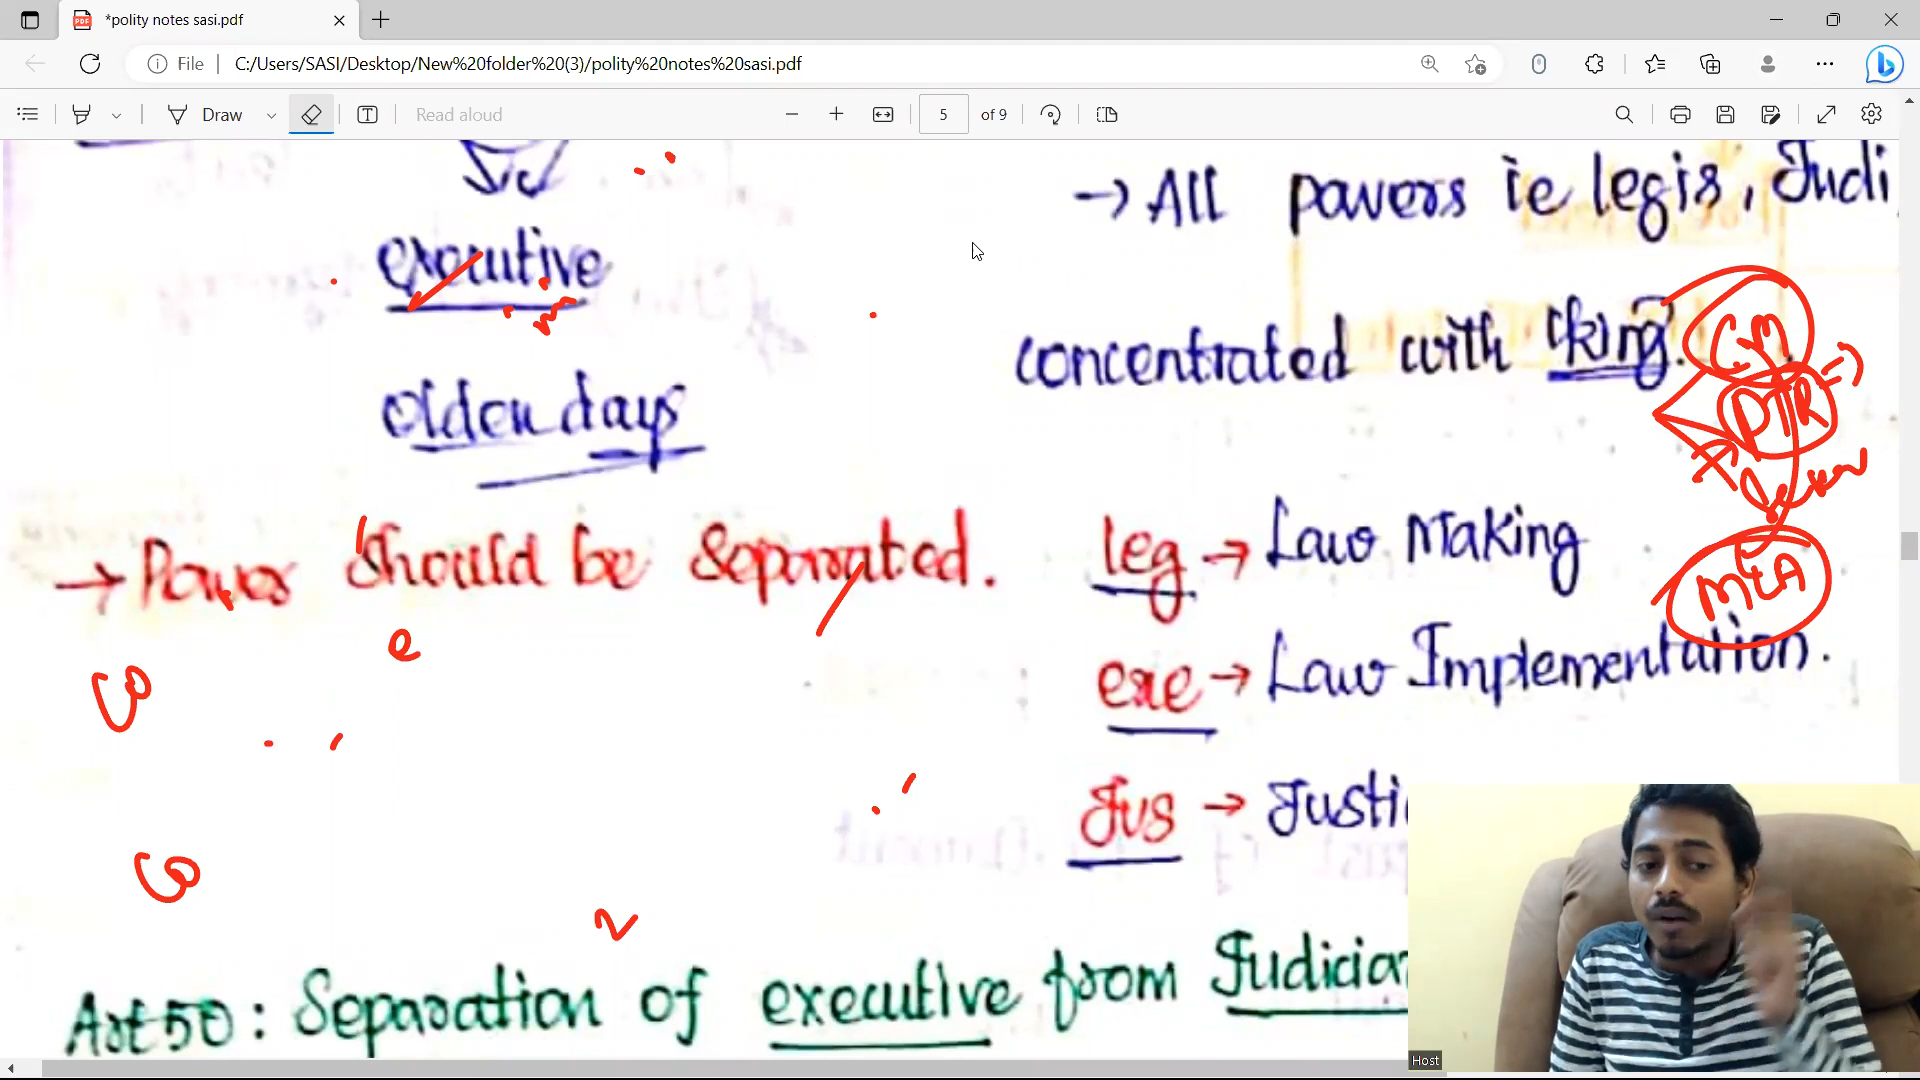 *polity notes sasi.pdf
File
C:/Users/SASI/Desktop/New%20folder%20(3)/polity%20notes%20sasi.pdf
Draw
Read aloud
5
of 9
→ All powers ie legis, Judi
executive
concentrated with king.
CM
Olden days
→ Power should be separated.
leg → Law Making
MLA
exe → Law Implementation.
Jus → Justi
Art 50 : Separation of executive from Judiciar
Host